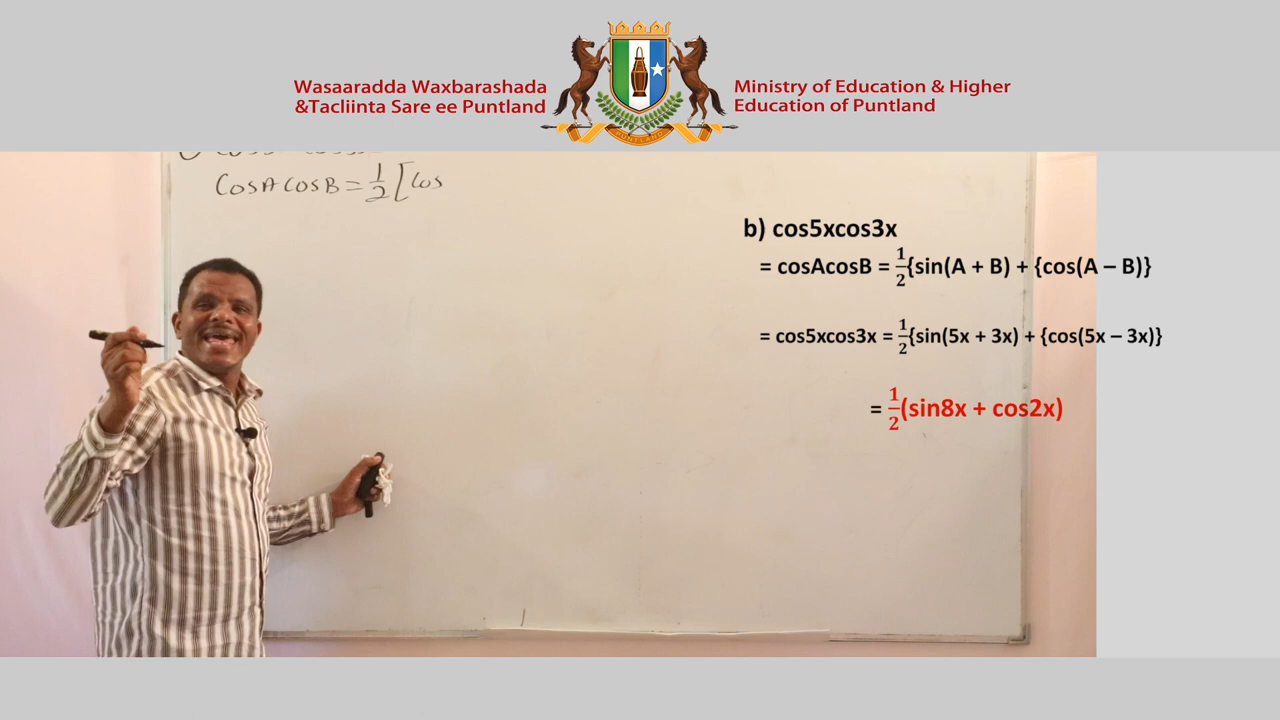 Wasaaradda Waxbarashada
&Tacliinta Sare ee Puntland
Ministry of Education & Higher
Education of Puntland
PUNTLAND
CosA cosB = 1/2 [cos
b) cos5xcos3x
= cosAcosB = 1/2{sin(A + B) + {cos(A – B)}
= cos5xcos3x = 1/2{sin(5x + 3x) + {cos(5x – 3x)}
= 1/2(sin8x + cos2x)